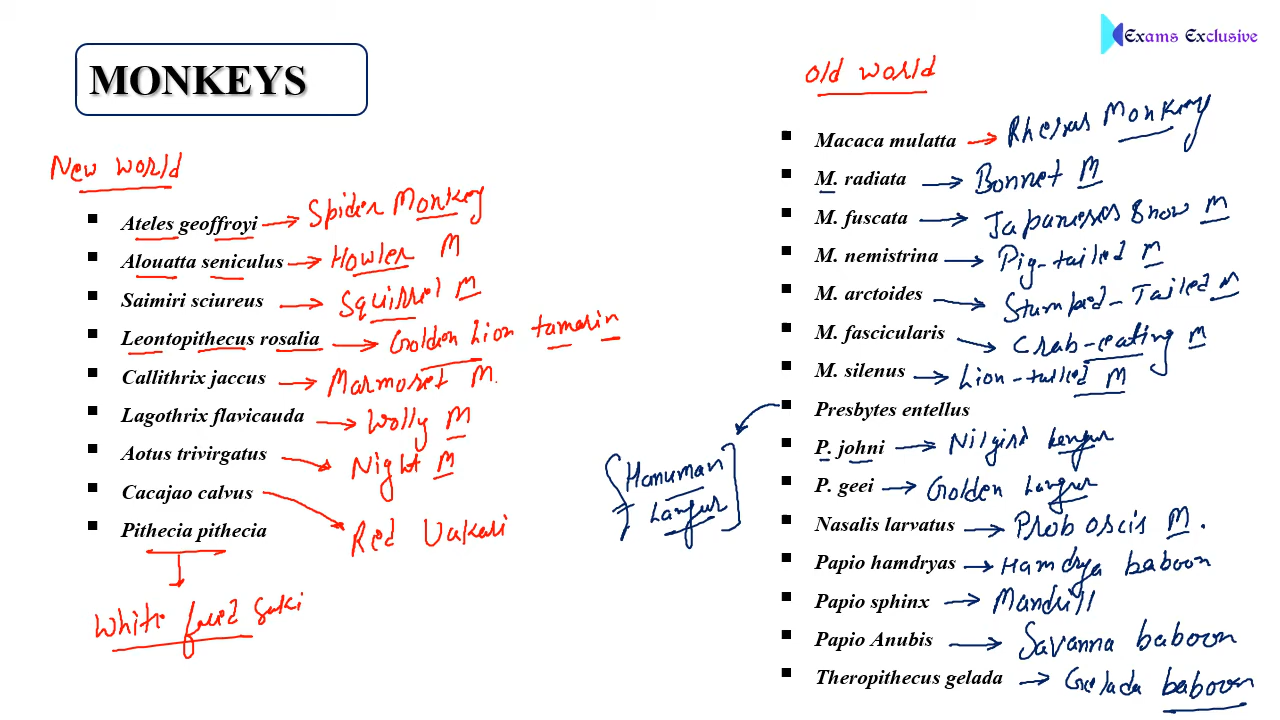 Exams Exclusive
MONKEYS
New world
Ateles geoffroyi → Spider Monkey
Alouatta seniculus → Howler M
Saimiri sciureus → Squirrel M
Leontopithecus rosalia → Golden Lion tamarin
Callithrix jaccus → Marmoset M.
Lagothrix flavicauda → Wolly M
Aotus trivirgatus → Night M
Cacajao calvus → Red Uakari
Pithecia pithecia
White faced Saki
Old world
Macaca mulatta → Rhesus Monkey
M. radiata → Bonnet M
M. fuscata → Japaneses Snow M
M. nemistrina → Pig-tailed M
M. arctoides → Stumped-Tailed M
M. fascicularis → Crab-eating M
M. silenus → Lion-tailed M
Presbytes entellus
Hanuman
Langur
P. johni → Nilgiri Lengur
P. geei → Golden Langur
Nasalis larvatus → Proboscis M.
Papio hamdryas → Hamdrya baboon
Papio sphinx → Mandrill
Papio Anubis → Savanna baboon
Theropithecus gelada → Gelada baboon